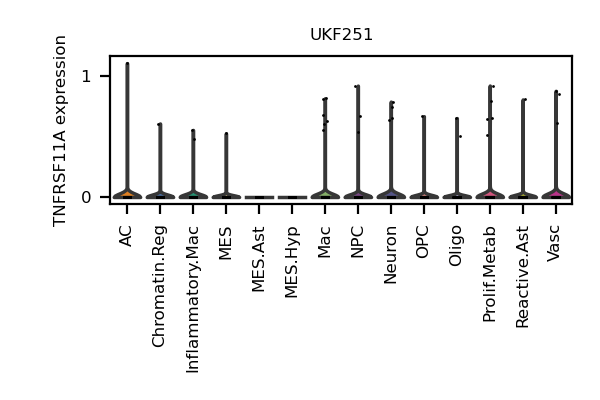 UKF251
TNFRSF11A expression
1
0
AC
Chromatin.Reg
Inflammatory.Mac
MES
MES.Ast
MES.Hyp
Mac
NPC
Neuron
OPC
Oligo
Prolif.Metab
Reactive.Ast
Vasc